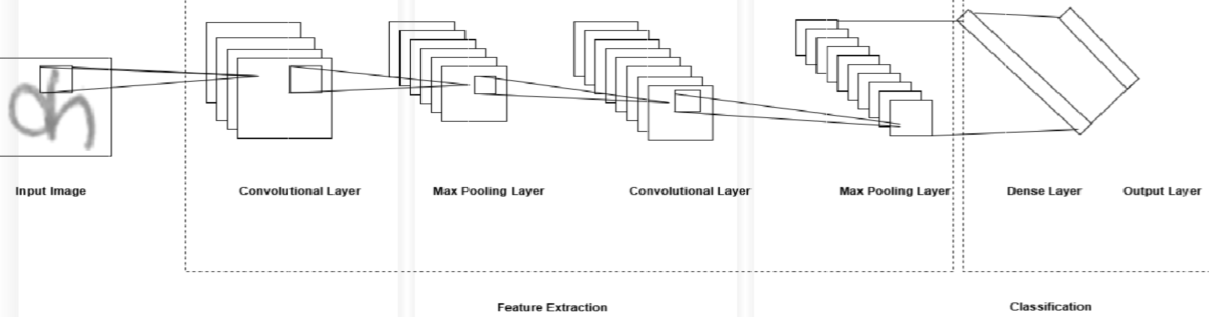 Input Image
Convolutional Layer
Max Pooling Layer
Convolutional Layer
Max Pooling Layer
Dense Layer
Output Layer
Feature Extraction
Classification